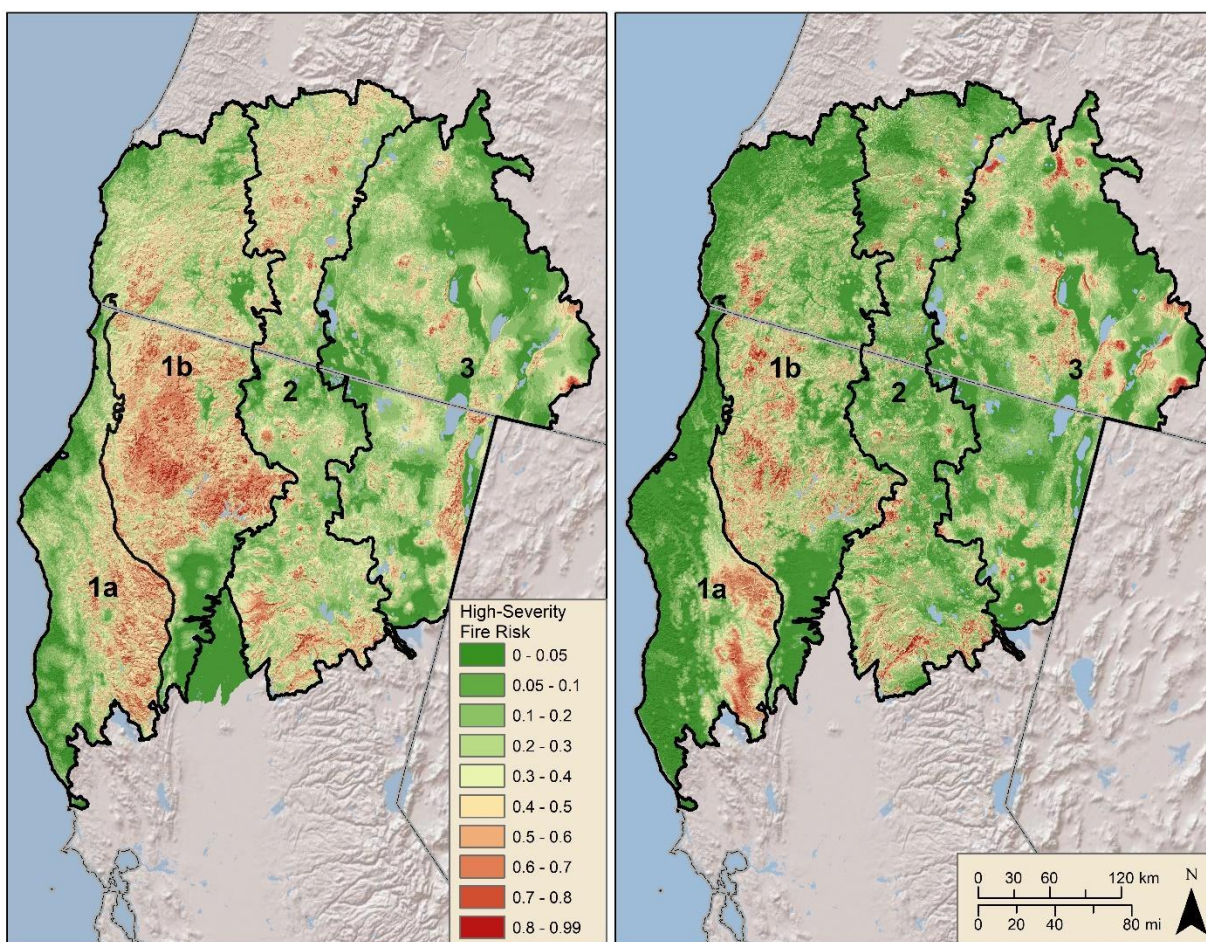 1b
2
3
1a
High-Severity
Fire Risk
0 - 0.05
0.05 - 0.1
0.1 - 0.2
0.2 - 0.3
0.3 - 0.4
0.4 - 0.5
0.5 - 0.6
0.6 - 0.7
0.7 - 0.8
0.8 - 0.99
1b
2
3
1a
0 30 60 120 km
0 20 40 80 mi
N